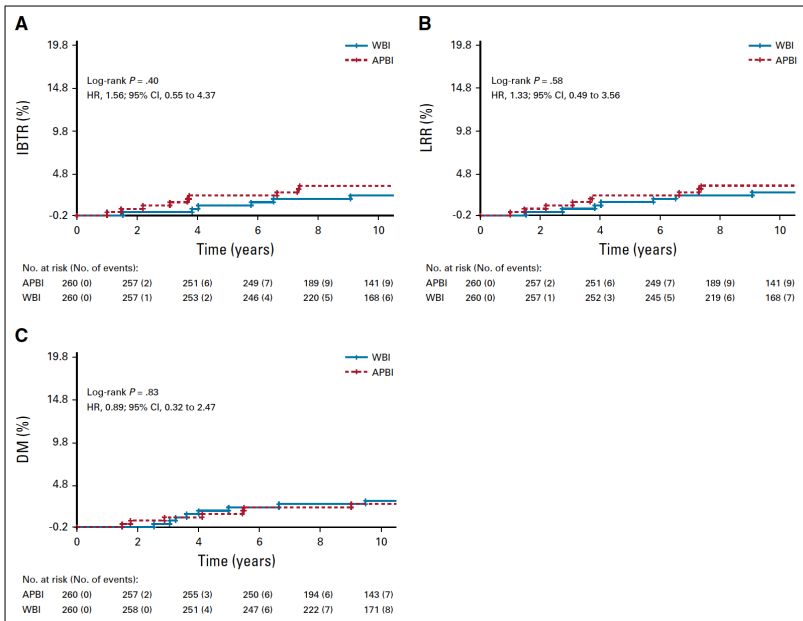 A
19.8
14.8
9.8
4.8
-0.2
IBTR (%)
WBI
APBI
Log-rank P = .40
HR, 1.56; 95% CI, 0.55 to 4.37
0 2 4 6 8 10
Time (years)
No. at risk (No. of events):
APBI 260 (0) 257 (2) 251 (6) 249 (7) 189 (9) 141 (9)
WBI 260 (0) 257 (1) 253 (2) 246 (4) 220 (5) 168 (6)
B
19.8
14.8
9.8
4.8
-0.2
LRR (%)
WBI
APBI
Log-rank P = .58
HR, 1.33; 95% CI, 0.49 to 3.56
0 2 4 6 8 10
Time (years)
No. at risk (No. of events):
APBI 260 (0) 257 (2) 251 (6) 249 (7) 189 (9) 141 (9)
WBI 260 (0) 257 (1) 252 (3) 245 (5) 219 (6) 168 (7)
C
19.8
14.8
9.8
4.8
-0.2
DM (%)
WBI
APBI
Log-rank P = .83
HR, 0.89; 95% CI, 0.32 to 2.47
0 2 4 6 8 10
Time (years)
No. at risk (No. of events):
APBI 260 (0) 257 (2) 255 (3) 250 (6) 194 (6) 143 (7)
WBI 260 (0) 258 (0) 251 (4) 247 (6) 222 (7) 171 (8)